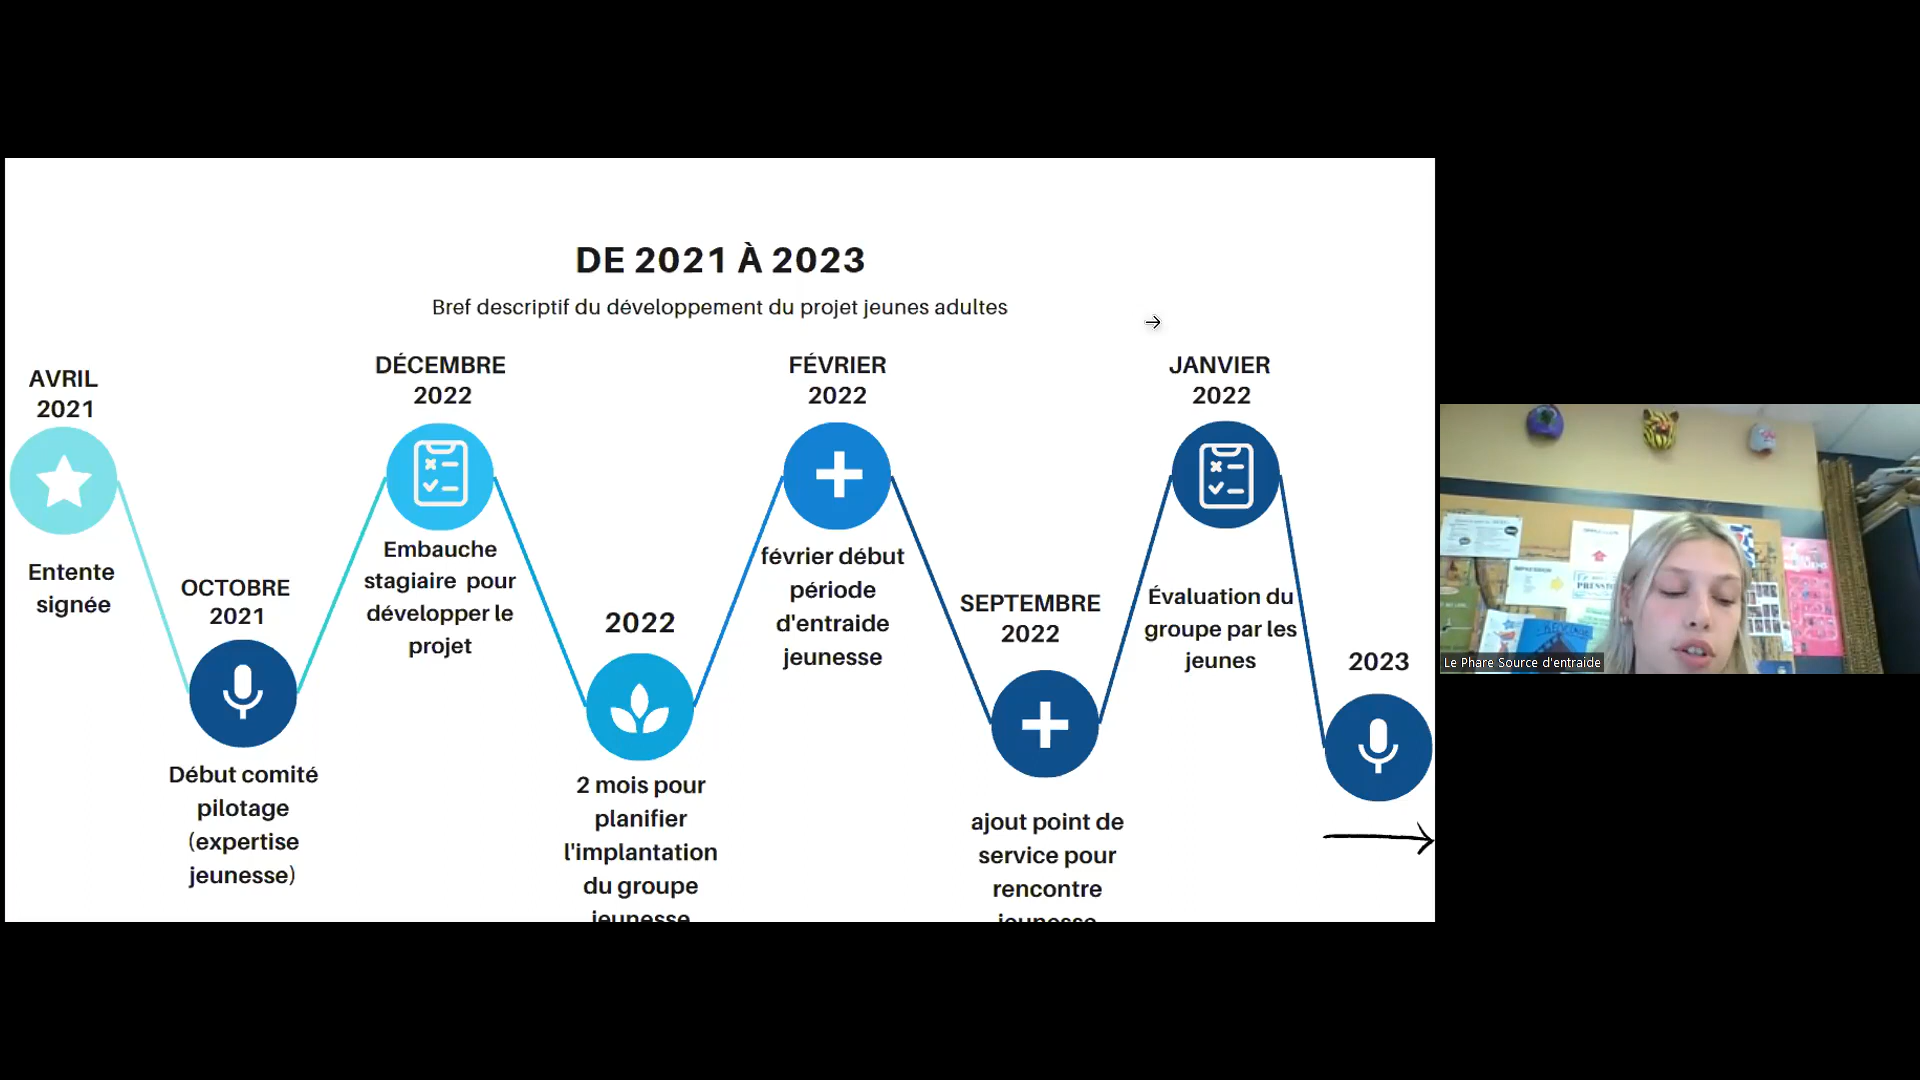 DE 2021 À 2023
Bref descriptif du développement du projet jeunes adultes
AVRIL
2021
Entente
signée
OCTOBRE
2021
Début comité
pilotage
(expertise
jeunesse)
DÉCEMBRE
2022
Embauche
stagiaire pour
développer le
projet
2022
2 mois pour
planifier
l'implantation
du groupe
jeunesse
FÉVRIER
2022
février début
période
d'entraide
jeunesse
SEPTEMBRE
2022
ajout point de
service pour
rencontre
jeunesse
JANVIER
2022
Évaluation du
groupe par les
jeunes
2023
Le Phare Source d'entraide
IMPRESSION